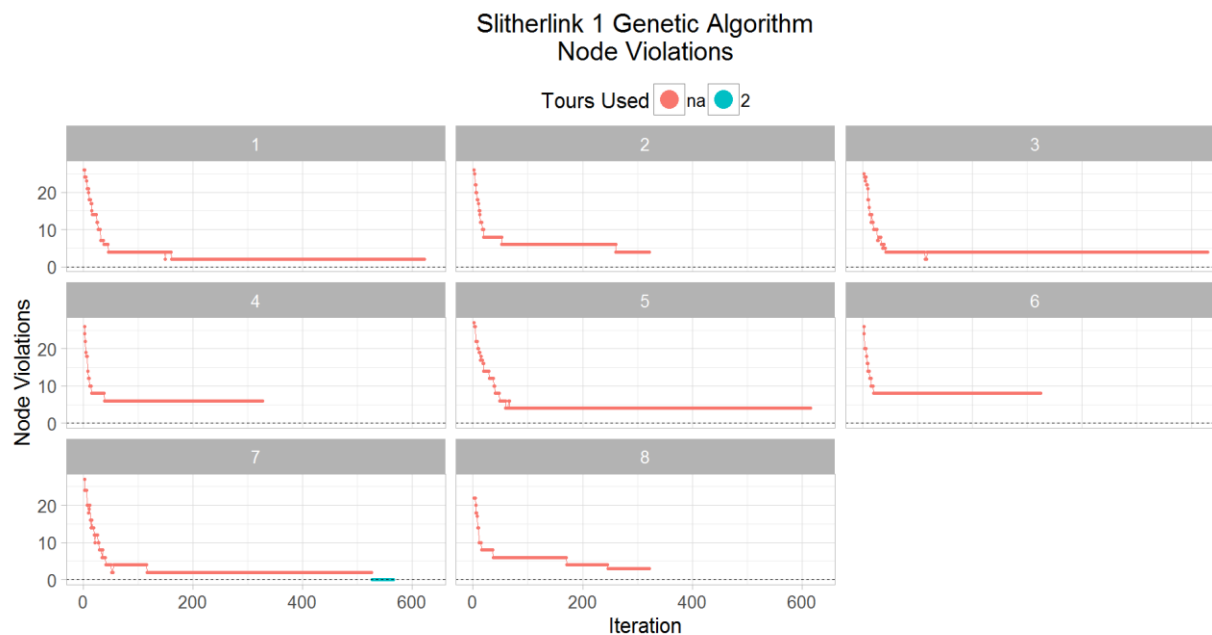 Slitherlink 1 Genetic Algorithm
Node Violations
Tours Used na 2
1 2 3
20
10
0
4 5 6
20
10
0
7 8
20
10
0
0 200 400 600 0 200 400 600
Node Violations
Iteration